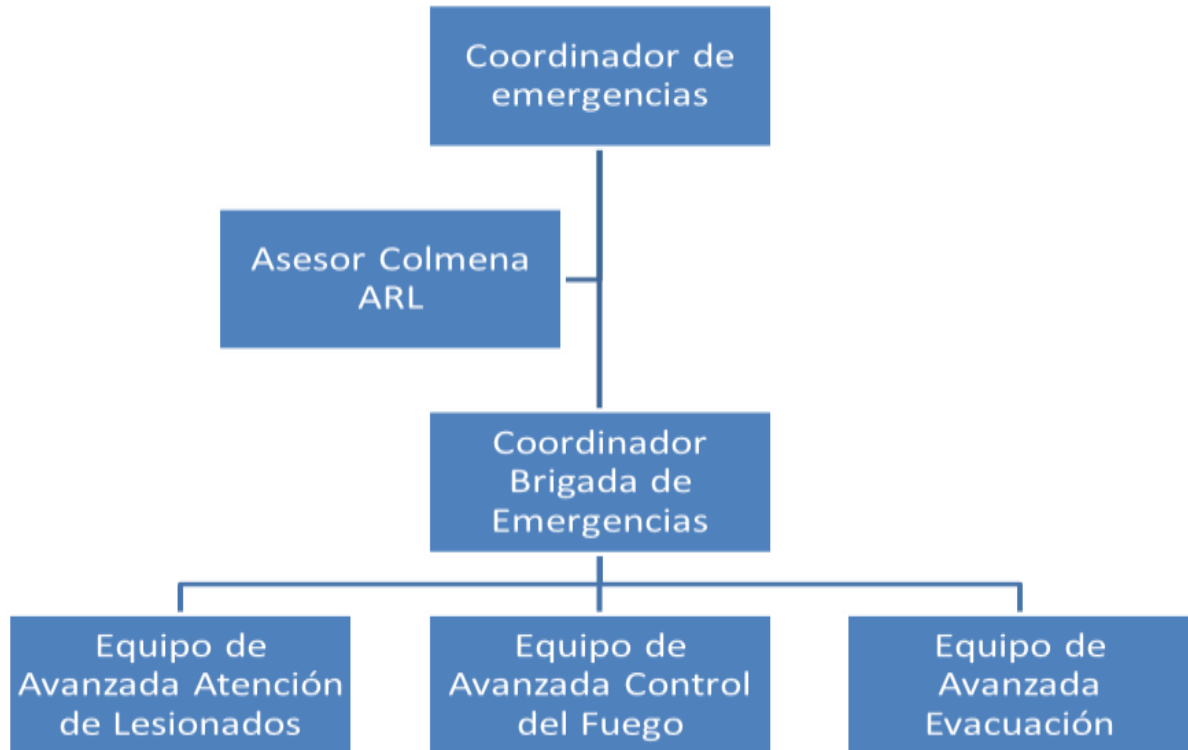 Coordinador de
emergencias
Asesor Colmena
ARL
Coordinador
Brigada de
Emergencias
Equipo de
Avanzada Atención
de Lesionados
Equipo de
Avanzada Control
del Fuego
Equipo de
Avanzada
Evacuación